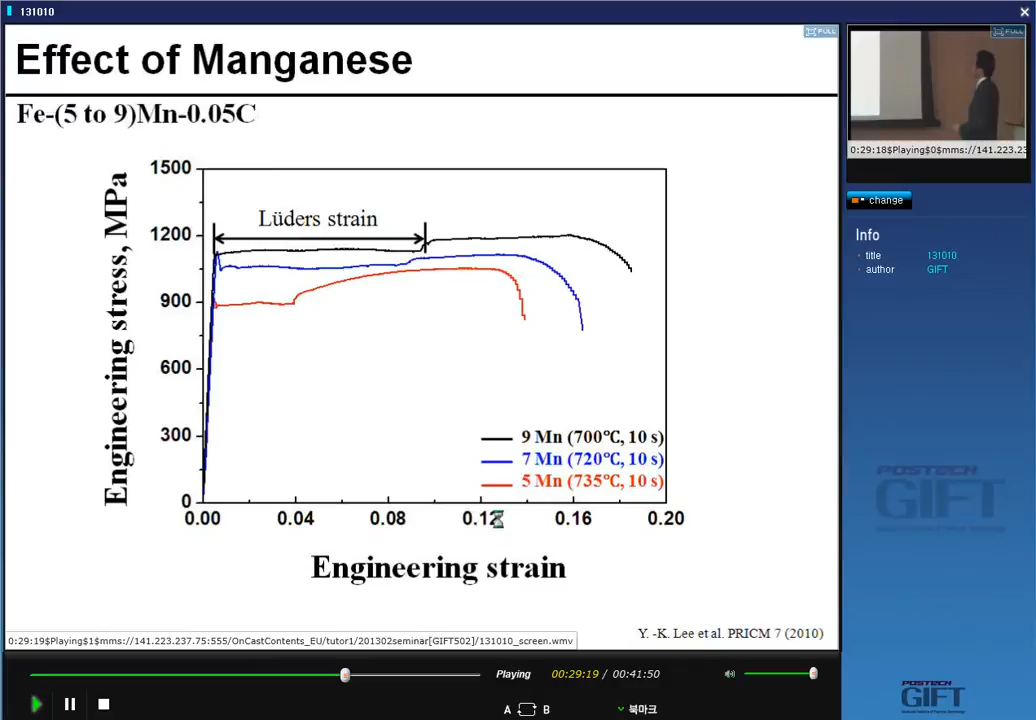 131010
Effect of Manganese
FULL
FULL
Fe-(5 to 9)Mn-0.05C
0:29:18$Playing$0$mms://141.223.23
change
Info
title 131010
author GIFT
1500
1200
900
600
300
0
Engineering stress, MPa
Lüders strain
9 Mn (700℃, 10 s)
7 Mn (720℃, 10 s)
5 Mn (735℃, 10 s)
0.00 0.04 0.08 0.12 0.16 0.20
Engineering strain
POSTECH
GIFT
Y. -K. Lee et al. PRICM 7 (2010)
0:29:19$Playing$1$mms://141.223.237.75:555/OnCastContents_EU/tutor1/201302seminar[GIFT502]/131010_screen.wmv
Playing 00:29:19 / 00:41:50
A B 북마크
POSTECH
GIFT